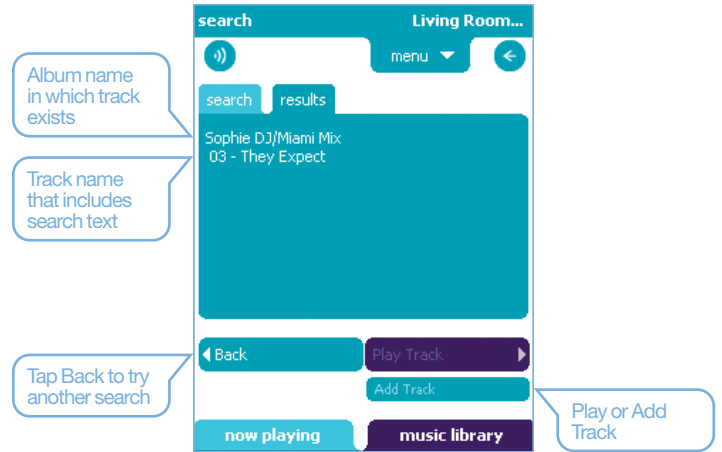 search
Living Room...
menu
search
results
Album name
in which track
exists
Sophie DJ/Miami Mix
03 - They Expect
Track name
that includes
search text
Back
Play Track
Tap Back to try
another search
Add Track
Play or Add
Track
now playing
music library